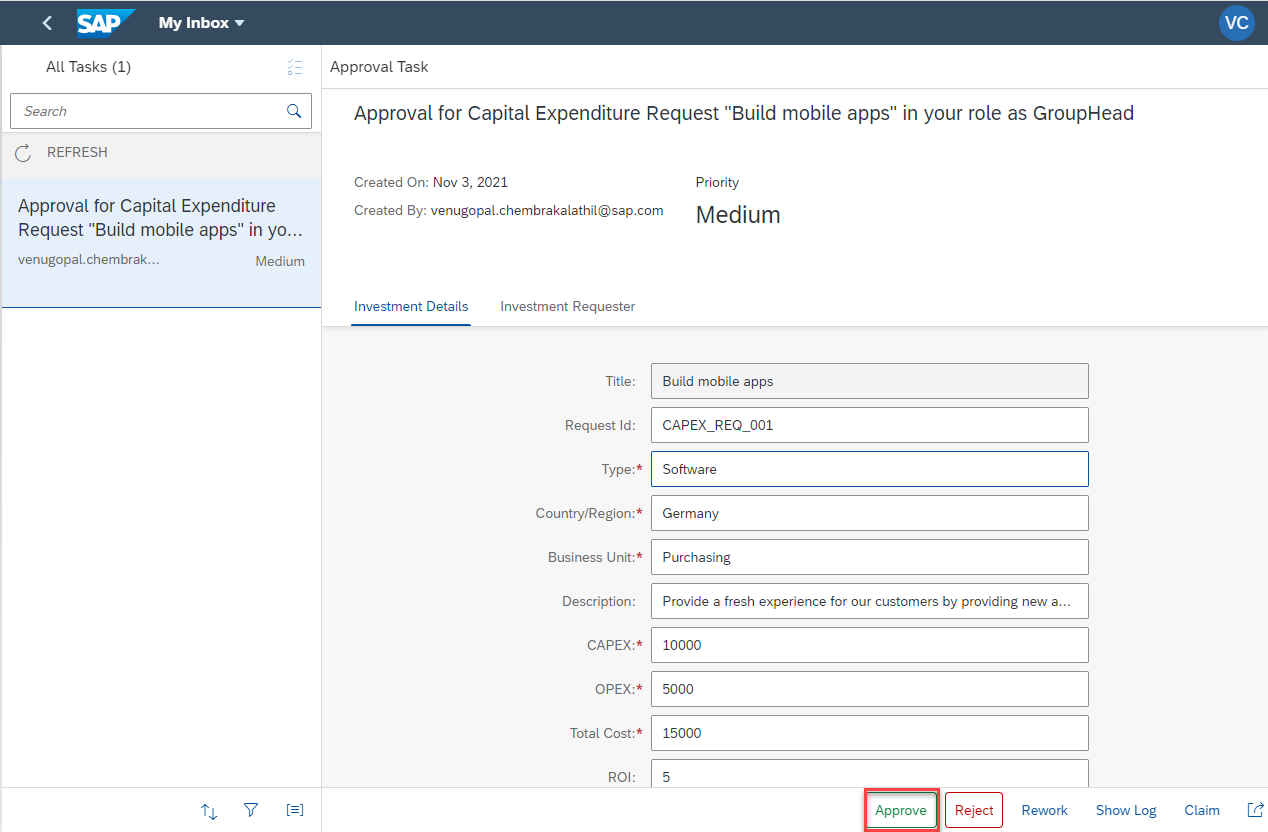 SAP My Inbox VC
All Tasks (1)
Search
REFRESH
Approval for Capital Expenditure
Request "Build mobile apps" in yo...
venugopal.chembrak... Medium
Approval Task
Approval for Capital Expenditure Request "Build mobile apps" in your role as GroupHead
Created On: Nov 3, 2021
Created By: venugopal.chembrakalathil@sap.com
Priority
Medium
Investment Details Investment Requester
Title: Build mobile apps
Request Id: CAPEX_REQ_001
Type:* Software
Country/Region:* Germany
Business Unit:* Purchasing
Description: Provide a fresh experience for our customers by providing new a...
CAPEX:* 10000
OPEX:* 5000
Total Cost:* 15000
ROI: 5
Approve Reject Rework Show Log Claim